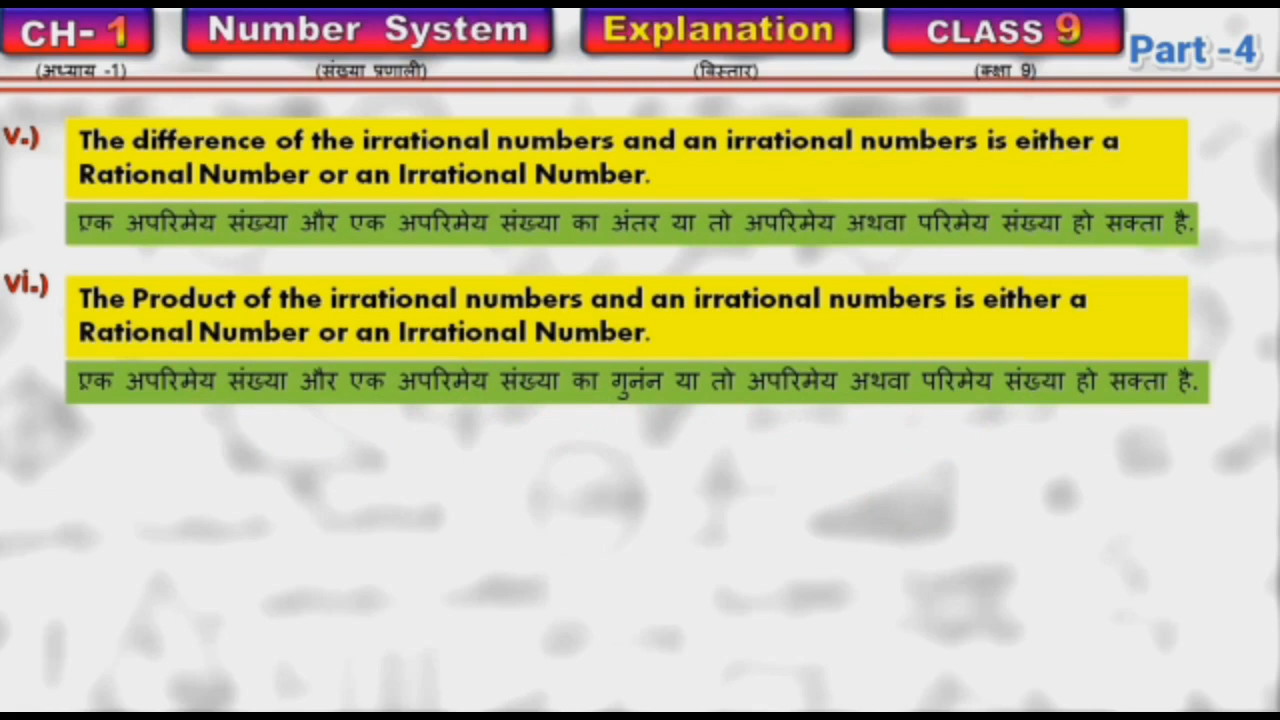 CH- 1 Number System Explanation CLASS 9 Part -4
(अध्याय -1) (संख्या प्रणाली) (विस्तार) (कक्षा 9)
v.) The difference of the irrational numbers and an irrational numbers is either a
Rational Number or an Irrational Number.
एक अपरिमेय संख्या और एक अपरिमेय संख्या का अंतर या तो अपरिमेय अथवा परिमेय संख्या हो सक्ता है.
vi.) The Product of the irrational numbers and an irrational numbers is either a
Rational Number or an Irrational Number.
एक अपरिमेय संख्या और एक अपरिमेय संख्या का गुनंन या तो अपरिमेय अथवा परिमेय संख्या हो सक्ता है.